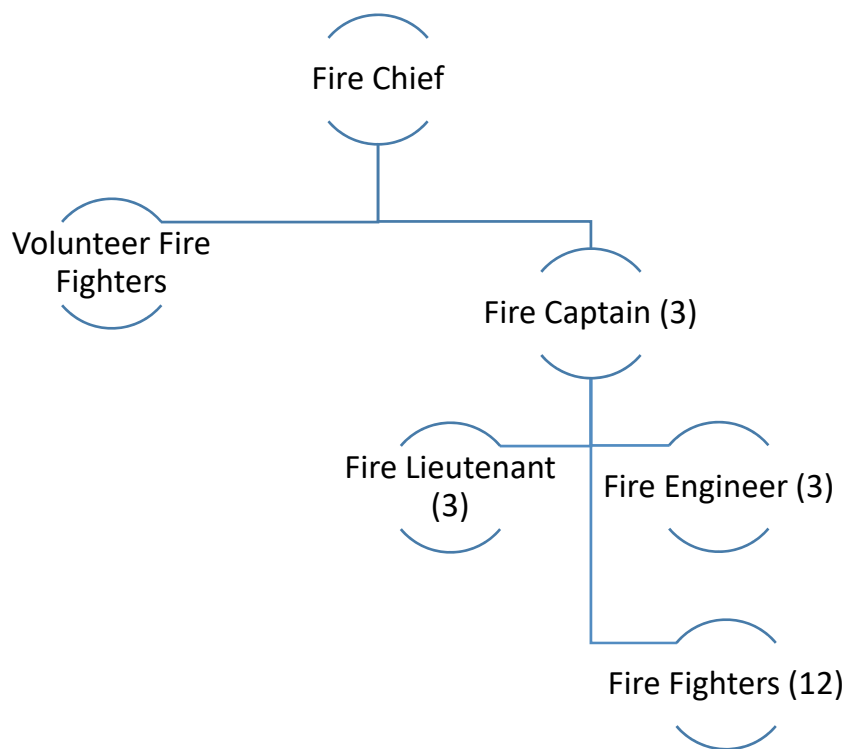 Fire Chief
Volunteer Fire
Fighters
Fire Captain (3)
Fire Lieutenant
(3)
Fire Engineer (3)
Fire Fighters (12)